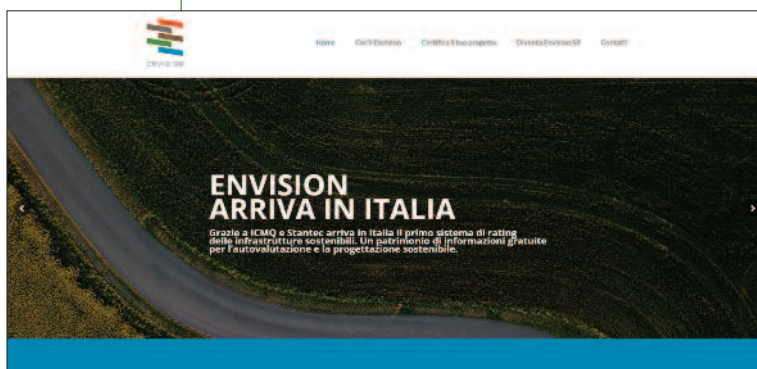 ENVISION
Home Cos'è Envision Certifica il tuo progetto Diventa Envision SP Contatti
ENVISION
ARRIVA IN ITALIA
Grazie a ICMQ e Stantec arriva in Italia il primo sistema di rating
delle infrastrutture sostenibili. Un patrimonio di informazioni gratuite
per l'autovalutazione e la progettazione sostenibile.